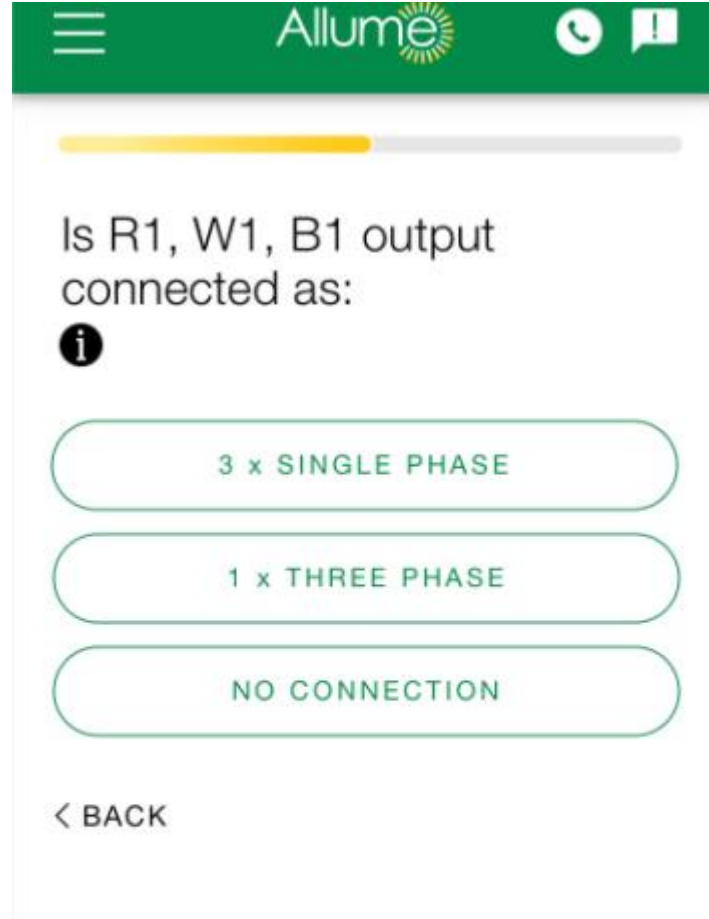 Allume
Is R1, W1, B1 output
connected as:
3 x SINGLE PHASE
1 x THREE PHASE
NO CONNECTION
< BACK